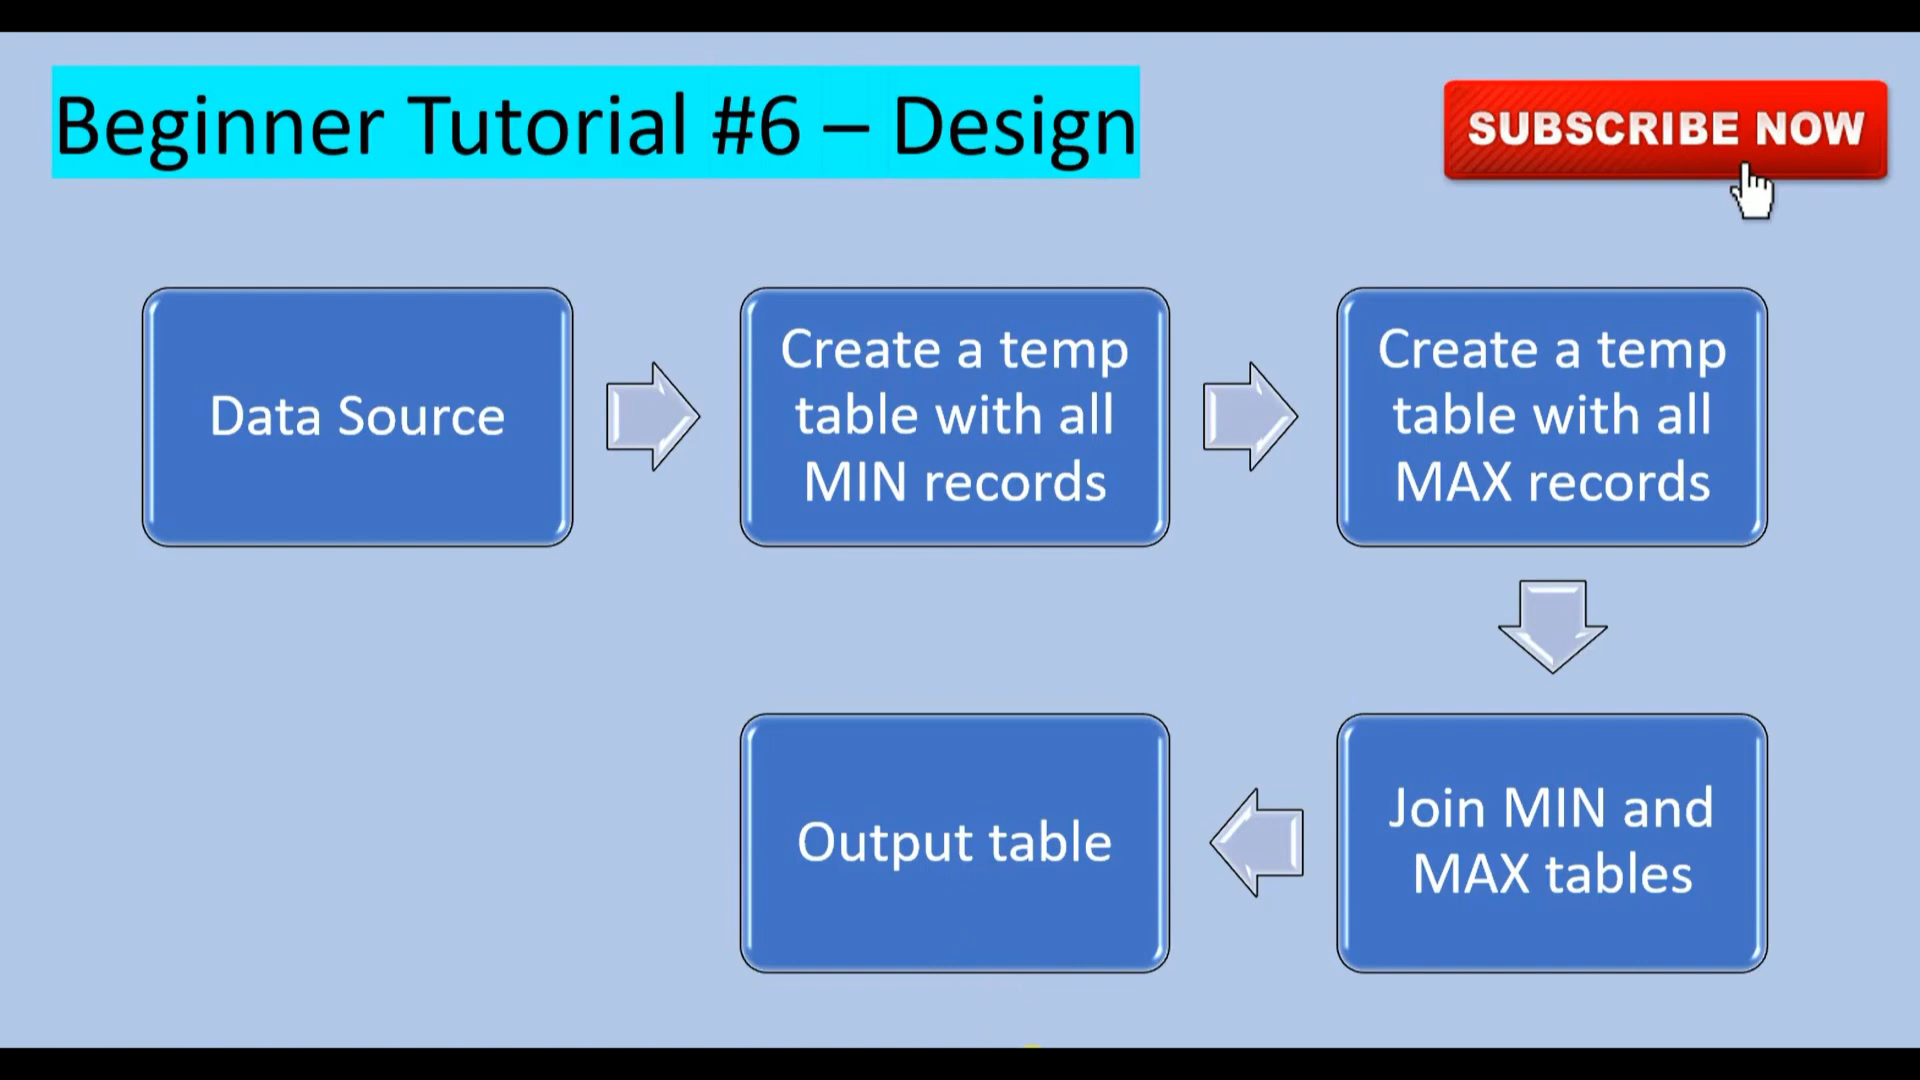 Beginner Tutorial #6 – Design
SUBSCRIBE NOW
Data Source
Create a temp
table with all
MIN records
Create a temp
table with all
MAX records
Join MIN and
MAX tables
Output table